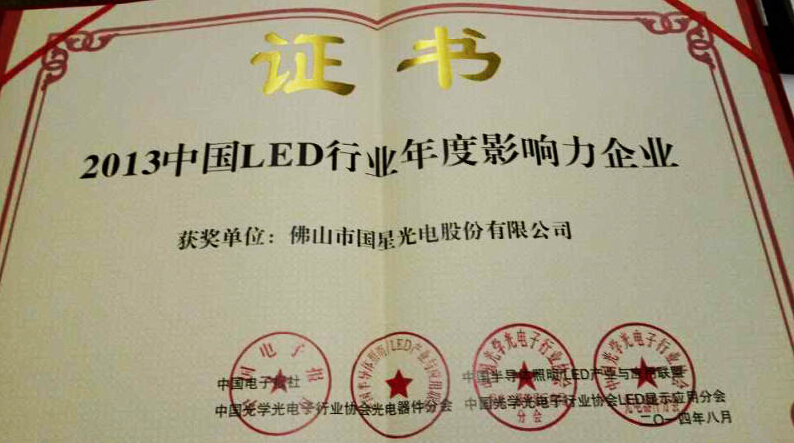 证书
2013中国LED行业年度影响力企业
获奖单位：佛山市国星光电股份有限公司
中国电子报社
中国半导体照明/LED产业与应用联盟
中国光学光电子行业协会光电器件分会
中国光学光电子行业协会LED显示应用分会
二〇一四年八月